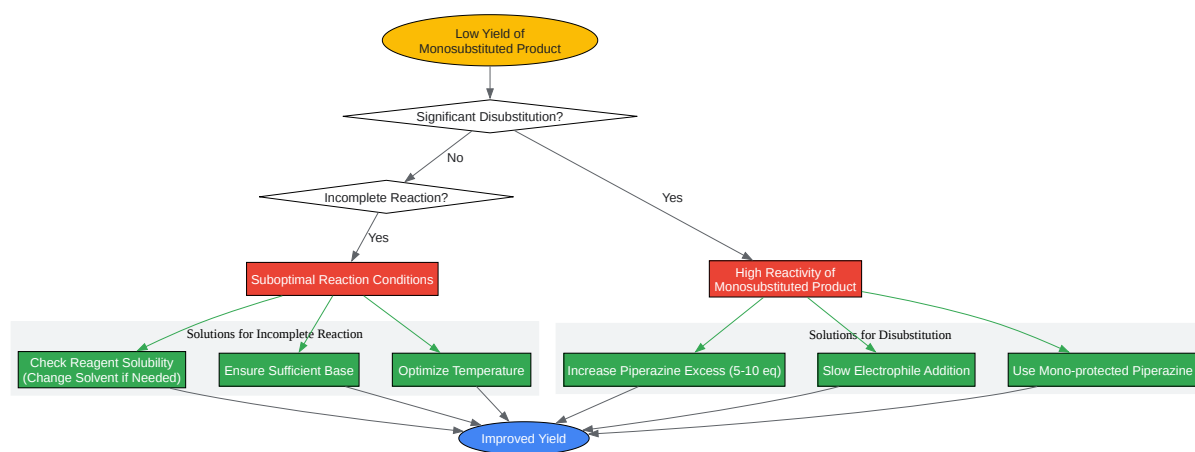 Low Yield of
Monosubstituted Product
Significant Disubstitution?
No
Yes
Incomplete Reaction?
Yes
Suboptimal Reaction Conditions
High Reactivity of
Monosubstituted Product
Solutions for Incomplete Reaction
Solutions for Disubstitution
Check Reagent Solubility
(Change Solvent if Needed)
Ensure Sufficient Base
Optimize Temperature
Increase Piperazine Excess (5-10 eq)
Slow Electrophile Addition
Use Mono-protected Piperazine
Improved Yield